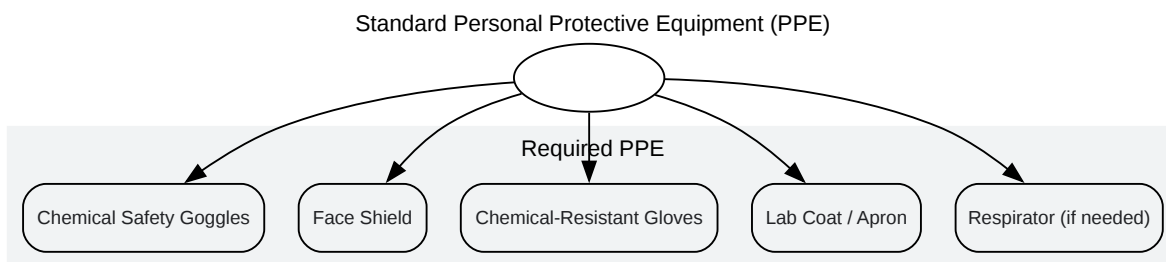 Standard Personal Protective Equipment (PPE)
Required PPE
Chemical Safety Goggles
Face Shield
Chemical-Resistant Gloves
Lab Coat / Apron
Respirator (if needed)